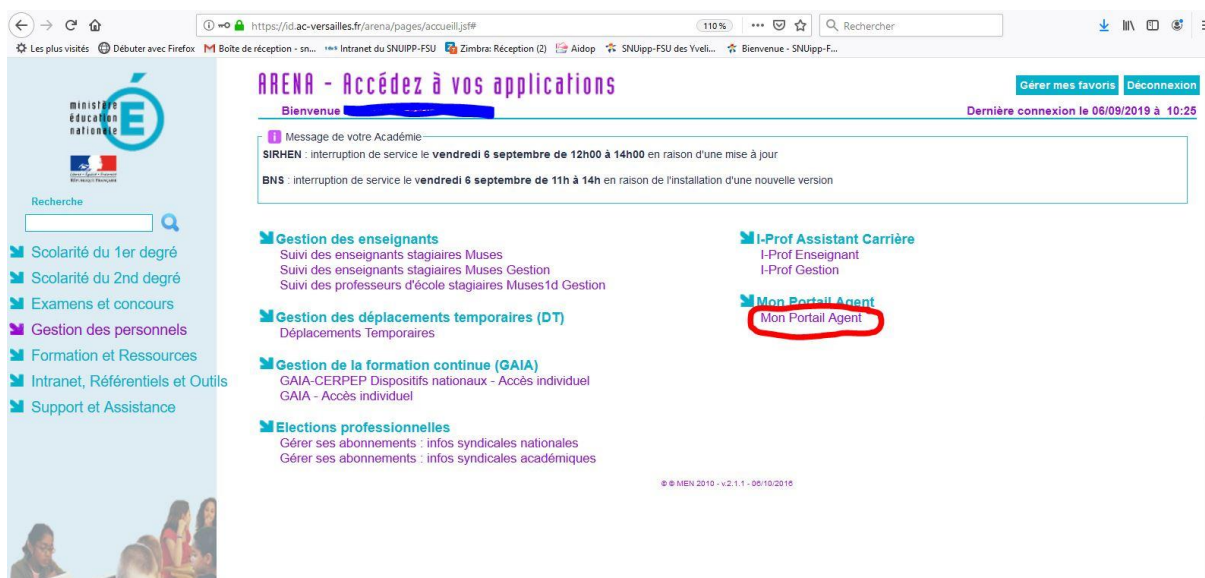 https://id.ac-versailles.fr/arena/pages/accueill.jsf#
110 %
Rechercher
Les plus visités
Débuter avec Firefox
Boîte de réception - sn...
Intranet du SNUIPP-FSU
Zimbra: Réception (2)
Aidop
SNUipp-FSU des Yveli...
Bienvenue - SNUipp-F...
ministère
éducation
nationale
É
Liberté • Égalité • Fraternité
RÉPUBLIQUE FRANÇAISE
ARENA - Accédez à vos applications
Gérer mes favoris
Déconnexion
Bienvenue
Dernière connexion le 06/09/2019 à 10:25
Message de votre Académie
SIRHEN : interruption de service le vendredi 6 septembre de 12h00 à 14h00 en raison d'une mise à jour
BNS : interruption de service le vendredi 6 septembre de 11h à 14h en raison de l'installation d'une nouvelle version
Recherche
Scolarité du 1er degré
Scolarité du 2nd degré
Examens et concours
Gestion des personnels
Formation et Ressources
Intranet, Référentiels et Outils
Support et Assistance
Gestion des enseignants
Suivi des enseignants stagiaires Muses
Suivi des enseignants stagiaires Muses Gestion
Suivi des professeurs d'école stagiaires Muses1d Gestion
Gestion des déplacements temporaires (DT)
Déplacements Temporaires
Gestion de la formation continue (GAIA)
GAIA-CERPEP Dispositifs nationaux - Accès individuel
GAIA - Accès individuel
Elections professionnelles
Gérer ses abonnements : infos syndicales nationales
Gérer ses abonnements : infos syndicales académiques
I-Prof Assistant Carrière
I-Prof Enseignant
I-Prof Gestion
Mon Portail Agent
Mon Portail Agent
© © MEN 2010 - v.2.1.1 - 06/10/2016